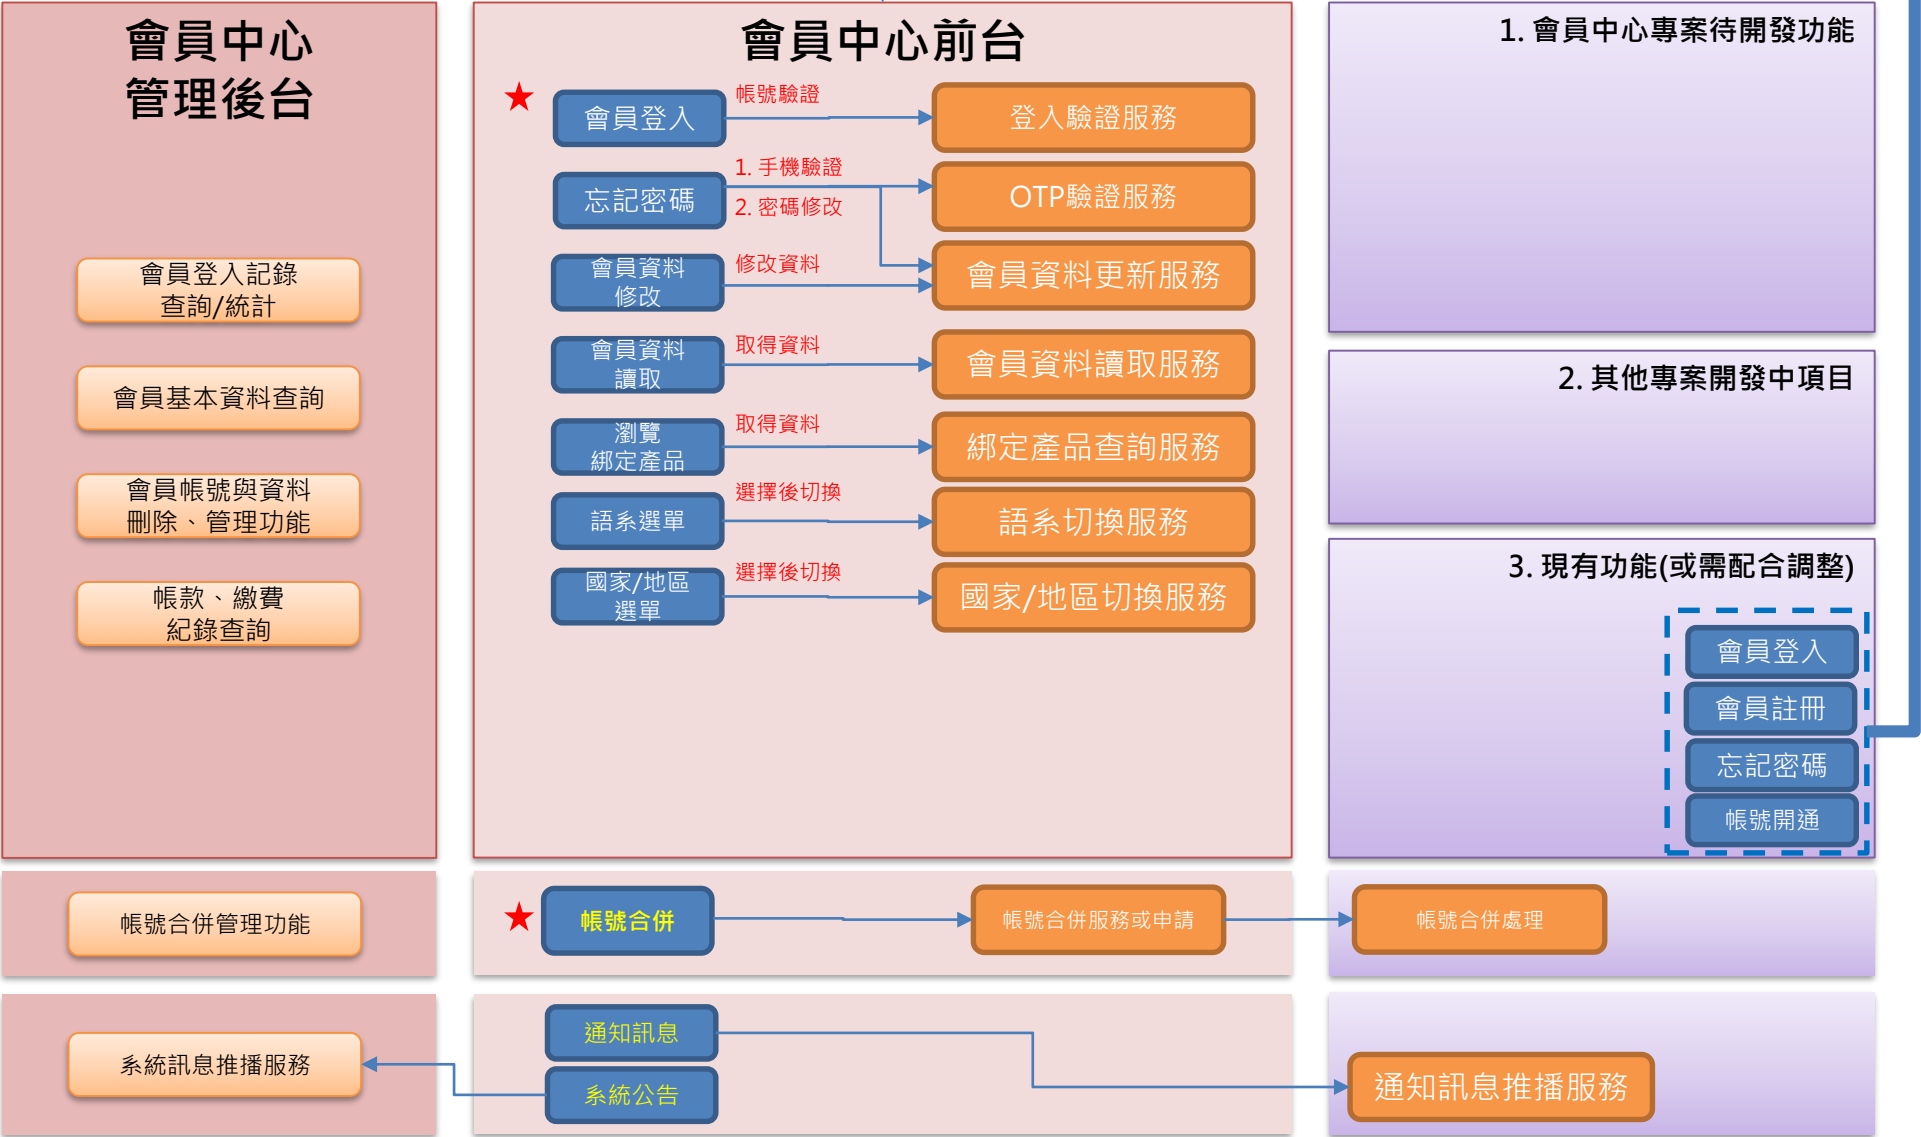 會員中心
管理後台
會員登入記錄
查詢/統計
會員基本資料查詢
會員帳號與資料
刪除、管理功能
帳款、繳費
紀錄查詢
會員中心前台
會員登入
帳號驗證
登入驗證服務
忘記密碼
1. 手機驗證
2. 密碼修改
OTP驗證服務
會員資料
修改
修改資料
會員資料更新服務
會員資料
讀取
取得資料
會員資料讀取服務
瀏覽
綁定產品
取得資料
綁定產品查詢服務
語系選單
選擇後切換
語系切換服務
國家/地區
選單
選擇後切換
國家/地區切換服務
1. 會員中心專案待開發功能
2. 其他專案開發中項目
3. 現有功能(或需配合調整)
會員登入
會員註冊
忘記密碼
帳號開通
帳號合併管理功能
帳號合併
帳號合併服務或申請
帳號合併處理
系統訊息推播服務
通知訊息
系統公告
通知訊息推播服務